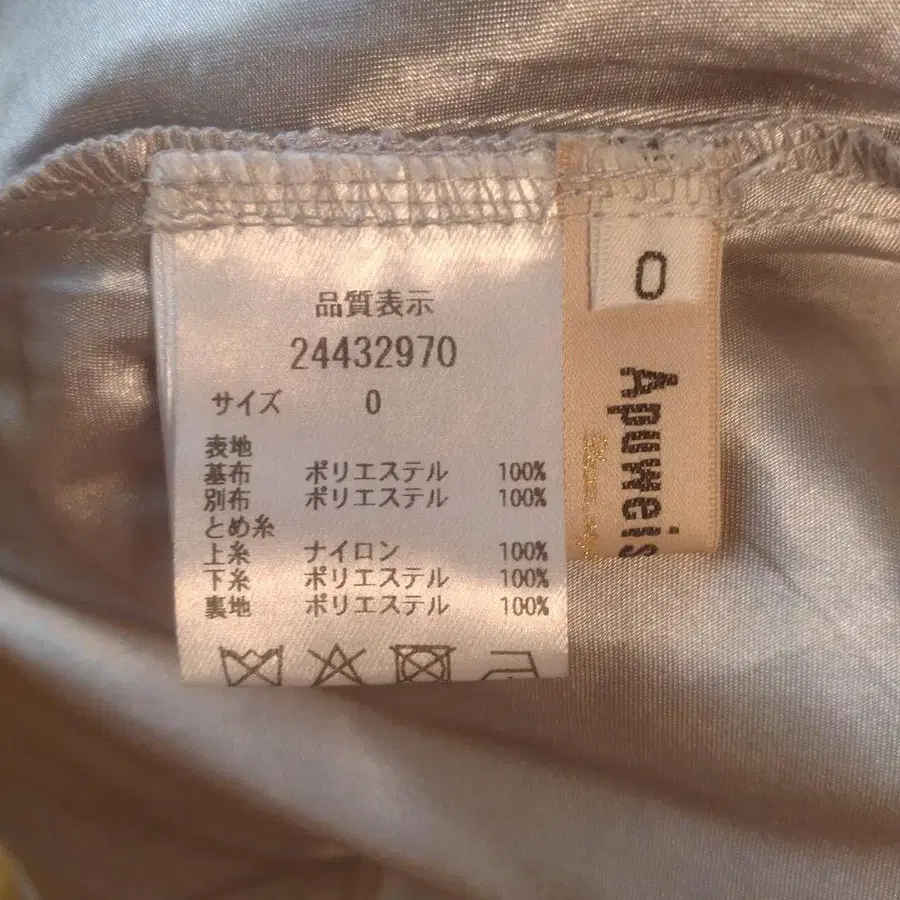 品質表示
24432970
サイズ 0
表地
基布 ポリエステル 100%
別布 ポリエステル 100%
とめ糸
上糸 ナイロン 100%
下糸 ポリエステル 100%
裏地 ポリエステル 100%
0
Apuweis